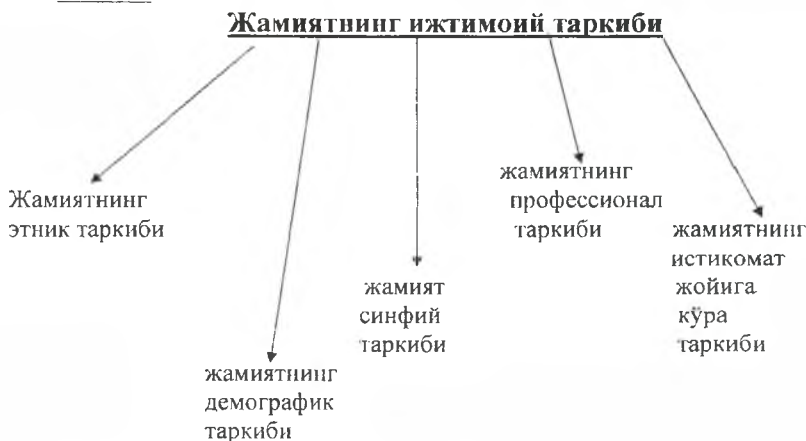 Жамиятнинг ижтимоий таркиби
Жамиятнинг
этник таркиби
жамиятнинг
демографик
таркиби
жамият
синфий
таркиби
жамиятнинг
профессионал
таркиби
жамиятнинг
истикомат
жойига
кўра
таркиби